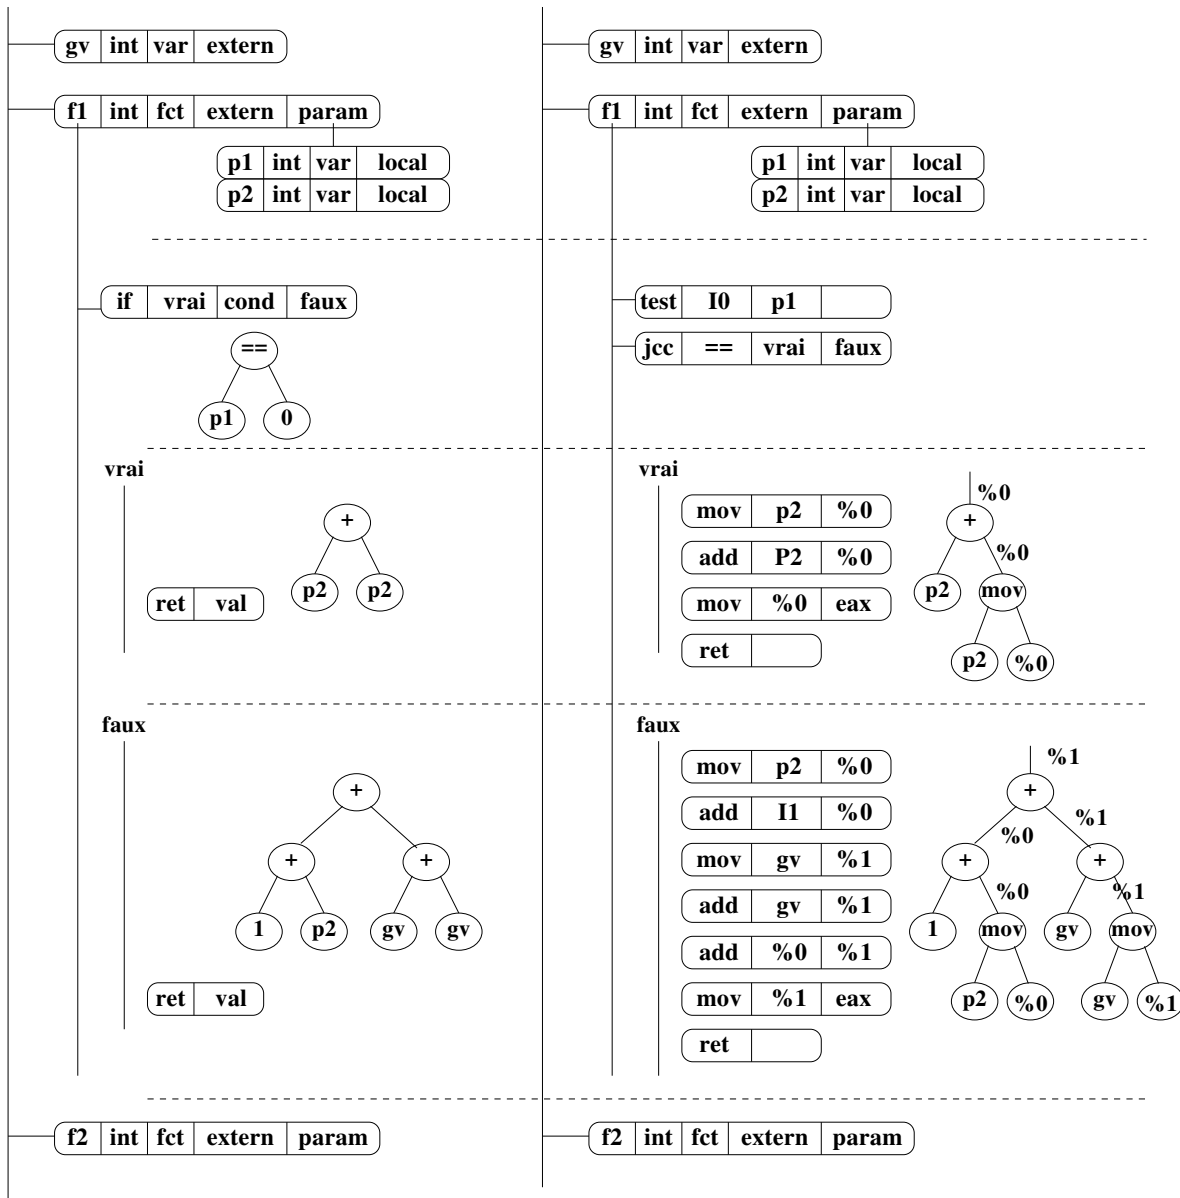 gv int var extern
f1 int fct extern param
p1 int var local
p2 int var local
if vrai cond faux
==
p1 0
vrai
+
p2 p2
ret val
faux
+
+ +
1 p2 gv gv
ret val
f2 int fct extern param
gv int var extern
f1 int fct extern param
p1 int var local
p2 int var local
test I0 p1
jcc == vrai faux
vrai
mov p2 %0
add P2 %0
mov %0 eax
ret
%0
+
%0
p2 mov
p2 %0
faux
mov p2 %0
add I1 %0
mov gv %1
add gv %1
add %0 %1
mov %1 eax
ret
%1
+
%0 %1
+ +
%0 %1
1 mov gv mov
p2 %0 gv %1
f2 int fct extern param